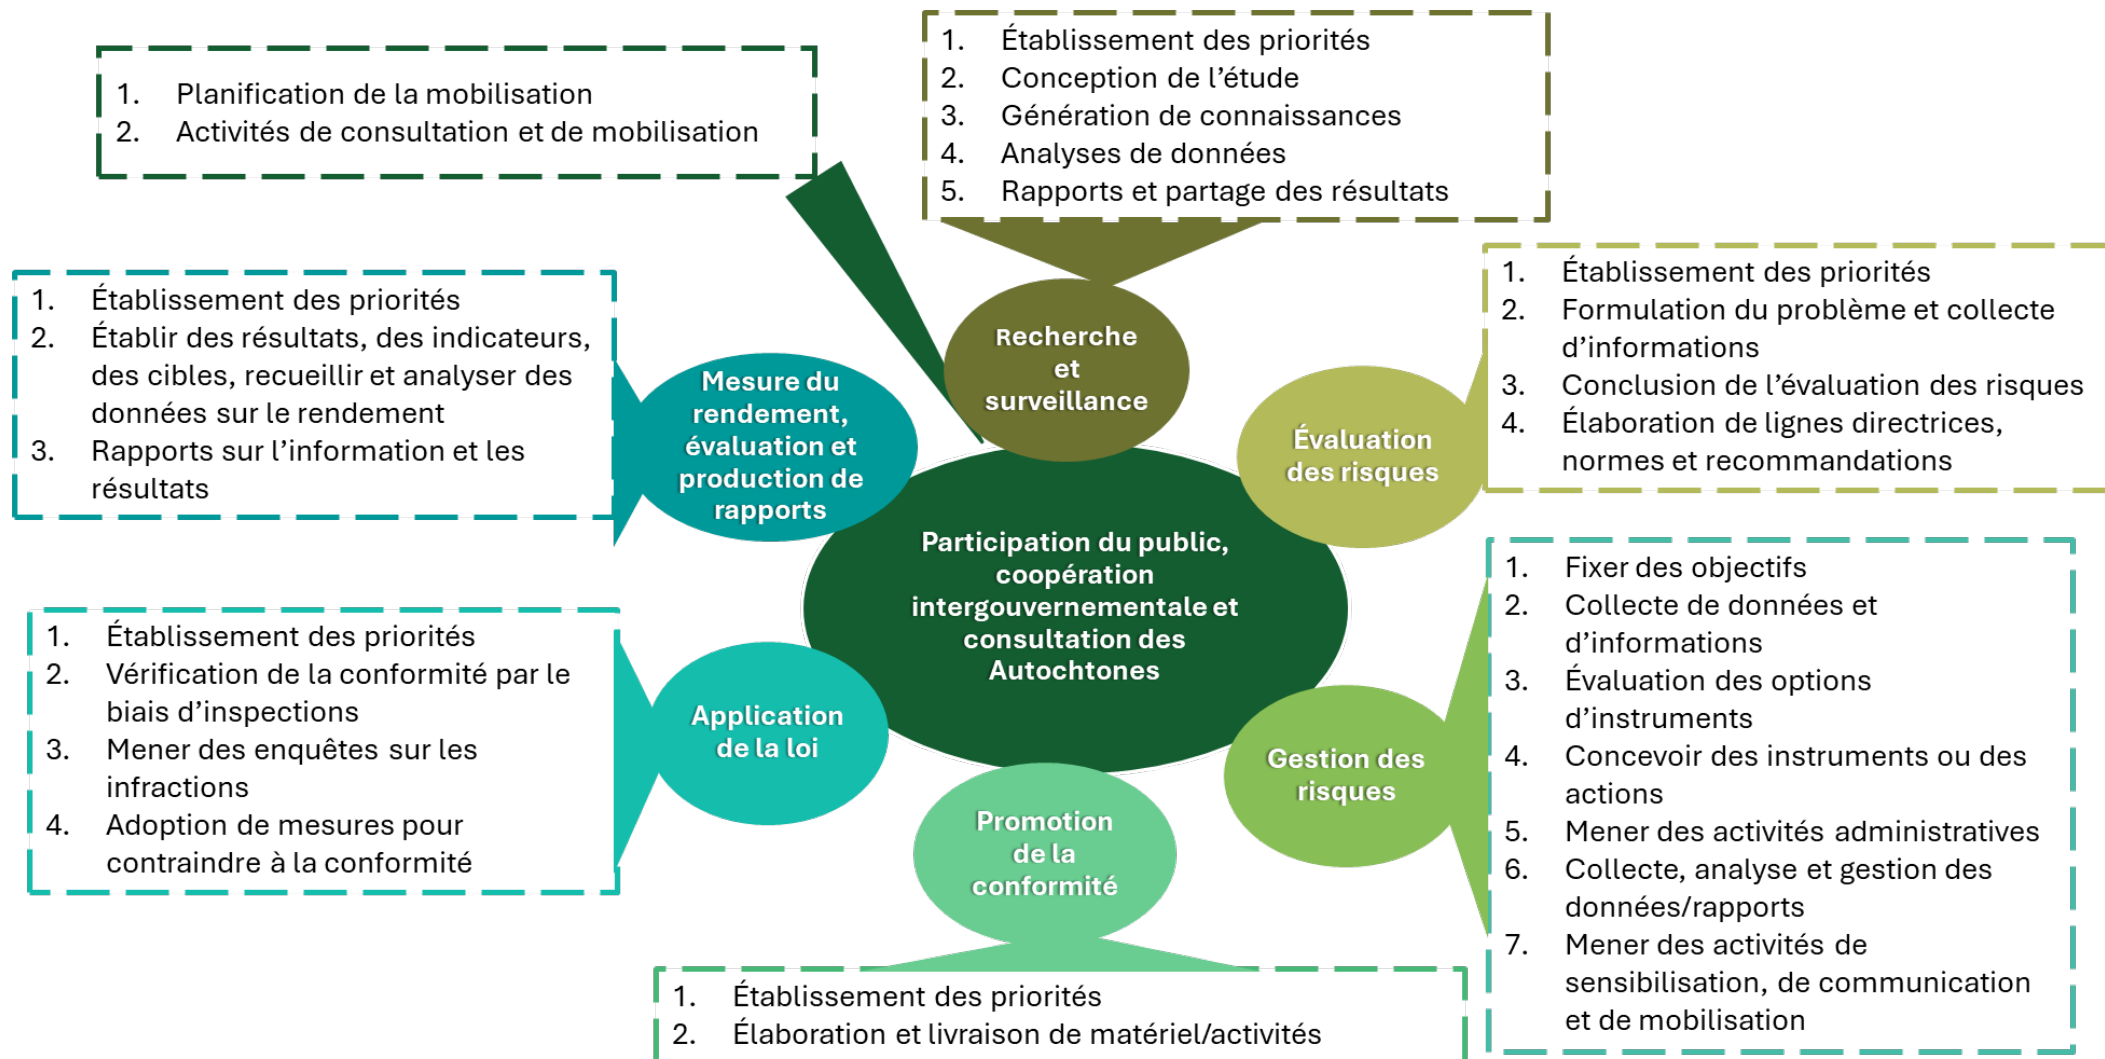 1. Planification de la mobilisation
2. Activités de consultation et de mobilisation
1. Établissement des priorités
2. Conception de l’étude
3. Génération de connaissances
4. Analyses de données
5. Rapports et partage des résultats
1. Établissement des priorités
2. Établir des résultats, des indicateurs,
des cibles, recueillir et analyser des
données sur le rendement
3. Rapports sur l’information et les
résultats
Mesure du
rendement,
évaluation et
production de
rapports
Recherche
et
surveillance
Évaluation
des risques
1. Établissement des priorités
2. Formulation du problème et collecte
d’informations
3. Conclusion de l’évaluation des risques
4. Élaboration de lignes directrices,
normes et recommandations
Participation du public,
coopération
intergouvernementale et
consultation des
Autochtones
1. Établissement des priorités
2. Vérification de la conformité par le
biais d’inspections
3. Mener des enquêtes sur les
infractions
4. Adoption de mesures pour
contraindre à la conformité
Application
de la loi
Promotion
de la
conformité
Gestion des
risques
1. Fixer des objectifs
2. Collecte de données et
d’informations
3. Évaluation des options
d’instruments
4. Concevoir des instruments ou des
actions
5. Mener des activités administratives
6. Collecte, analyse et gestion des
données/rapports
7. Mener des activités de
sensibilisation, de communication
et de mobilisation
1. Établissement des priorités
2. Élaboration et livraison de matériel/activités